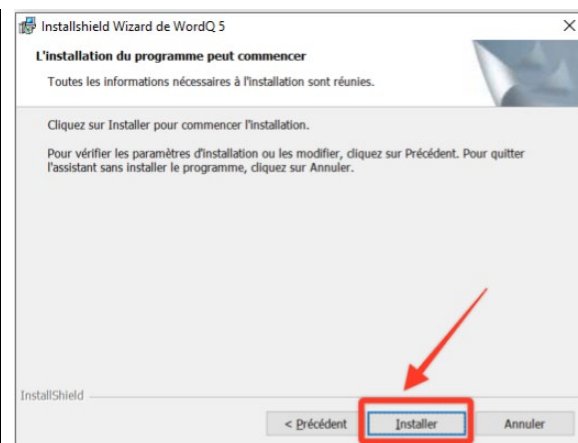 Installshield Wizard de WordQ 5
L'installation du programme peut commencer
Toutes les informations nécessaires à l'installation sont réunies.
Cliquez sur Installer pour commencer l'installation.
Pour vérifier les paramètres d'installation ou les modifier, cliquez sur Précédent. Pour quitter
l'assistant sans installer le programme, cliquez sur Annuler.
InstallShield
< Précédent Installer Annuler